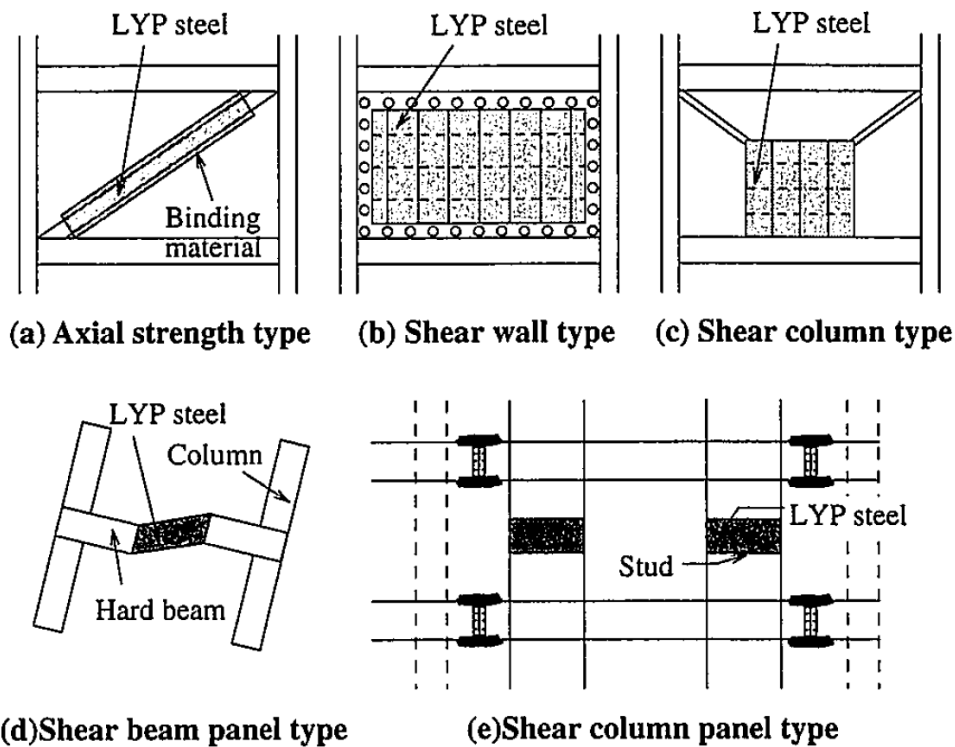 LYP steel
Binding
material
(a) Axial strength type
LYP steel
(b) Shear wall type
LYP steel
(c) Shear column type
LYP steel
Column
Hard beam
(d)Shear beam panel type
LYP steel
Stud
(e)Shear column panel type